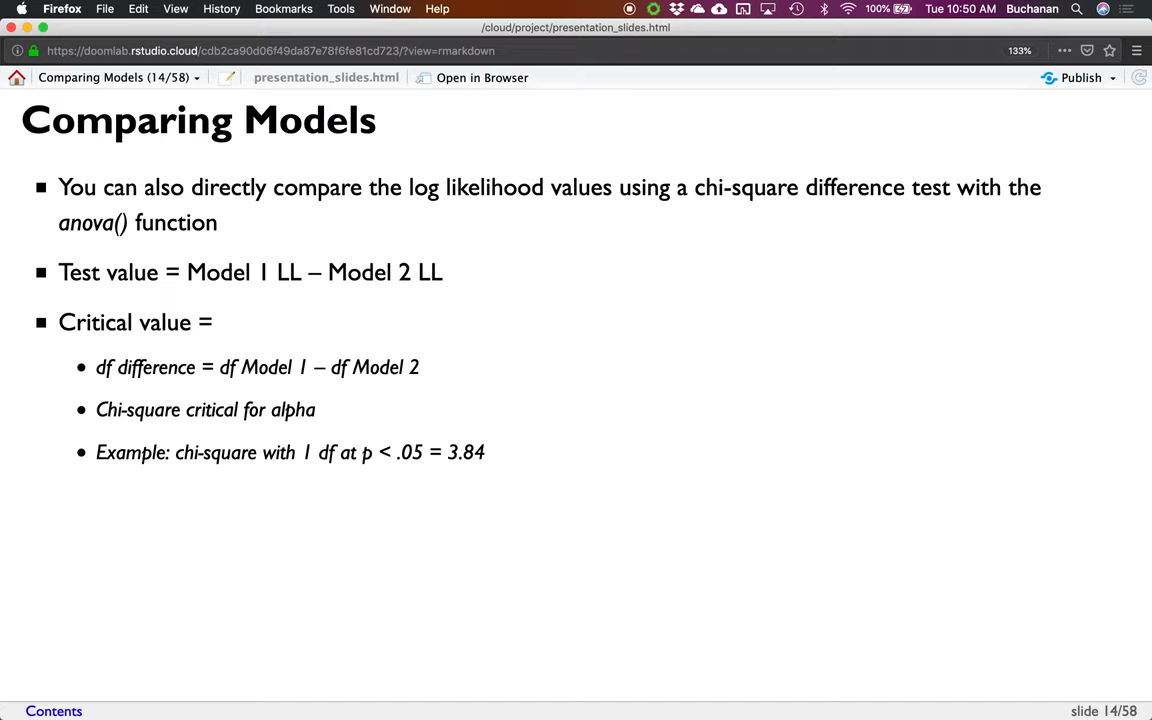 Firefox File Edit View History Bookmarks Tools Window Help 100% Tue 10:50 AM Buchanan
/cloud/project/presentation_slides.html
https://doomlab.rstudio.cloud/cdb2ca90d06f49da87e78f6fe81cd723/?view=rmarkdown 133%
Comparing Models (14/58) presentation_slides.html Open in Browser Publish
Comparing Models
You can also directly compare the log likelihood values using a chi-square difference test with the
anova() function
Test value = Model 1 LL – Model 2 LL
Critical value =
df difference = df Model 1 – df Model 2
Chi-square critical for alpha
Example: chi-square with 1 df at p < .05 = 3.84
Contents slide 14/58